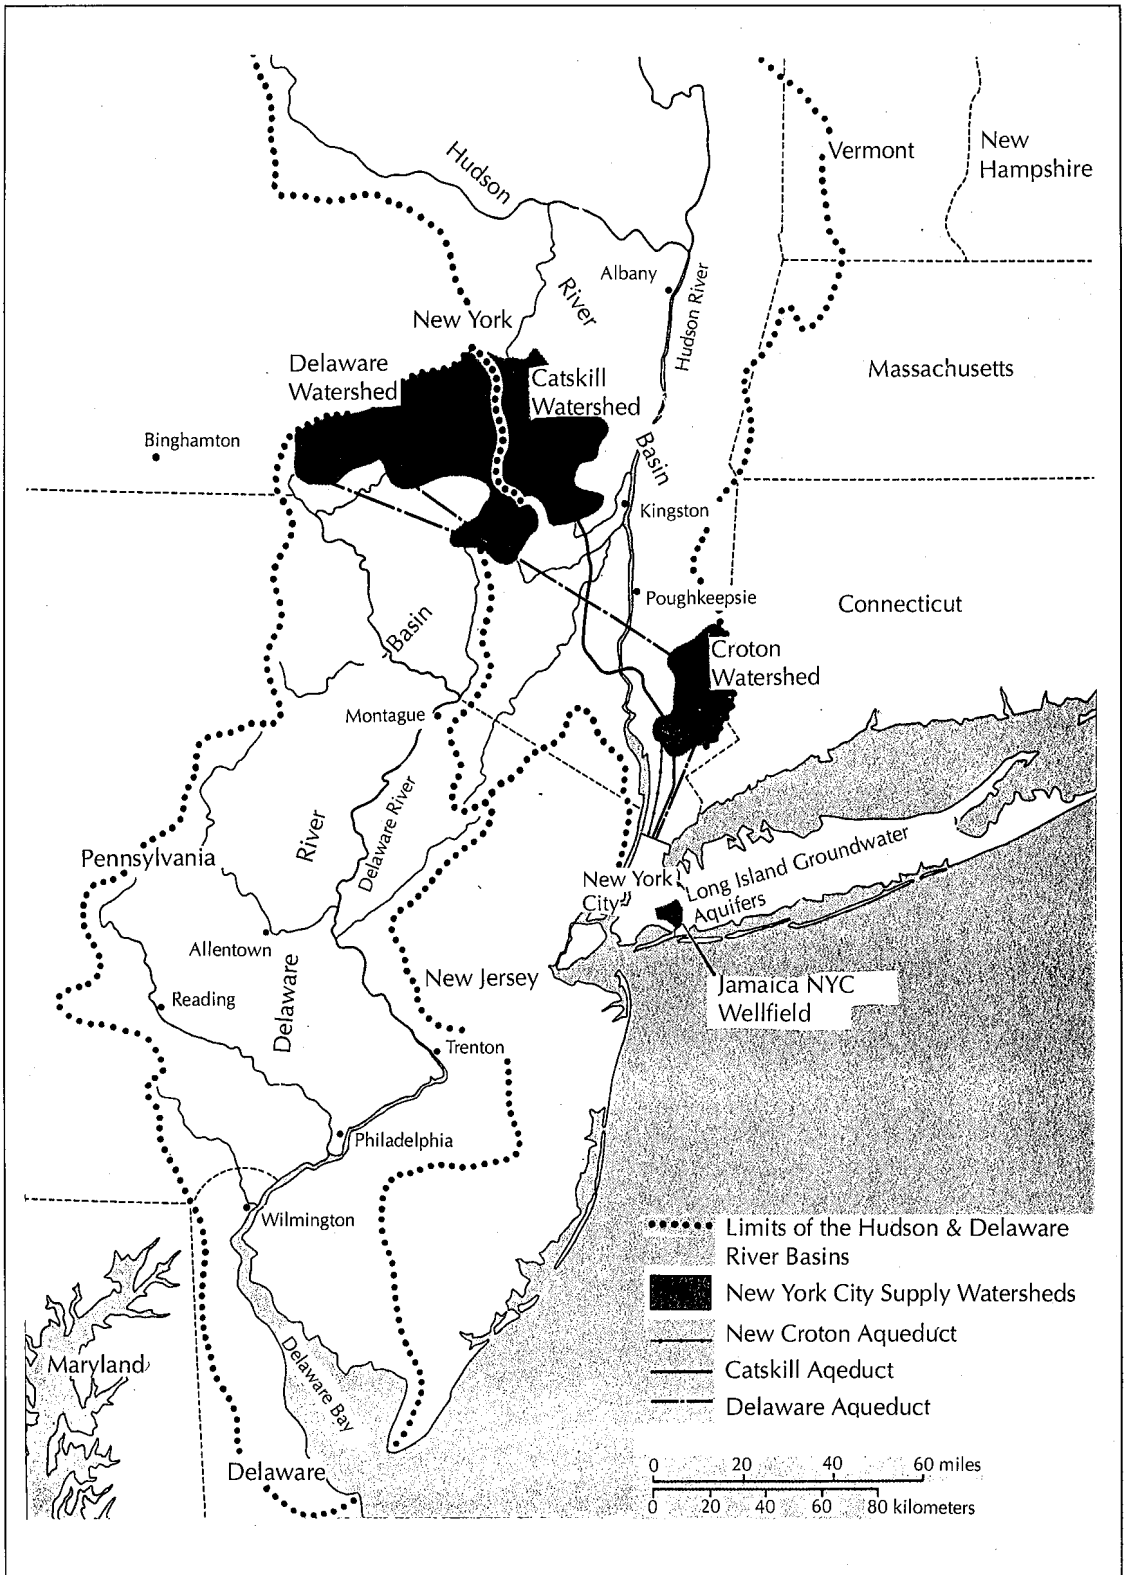 Hudson
Vermont
New
Hampshire
Albany
River
Hudson River
New York
Delaware
Watershed
Catskill
Watershed
Massachusetts
Binghamton
Basin
Kingston
Poughkeepsie
Connecticut
Basin
Croton
Watershed
Montague
River
Delaware River
Pennsylvania
New York
City
Long Island Groundwater
Aquifers
Allentown
Delaware
New Jersey
Jamaica NYC
Wellfield
Reading
Trenton
Philadelphia
Wilmington
Limits of the Hudson & Delaware
River Basins
New York City Supply Watersheds
New Croton Aqueduct
Catskill Aqeduct
Delaware Aqueduct
Maryland
Delaware Bay
Delaware
0 20 40 60 miles
0 20 40 60 80 kilometers